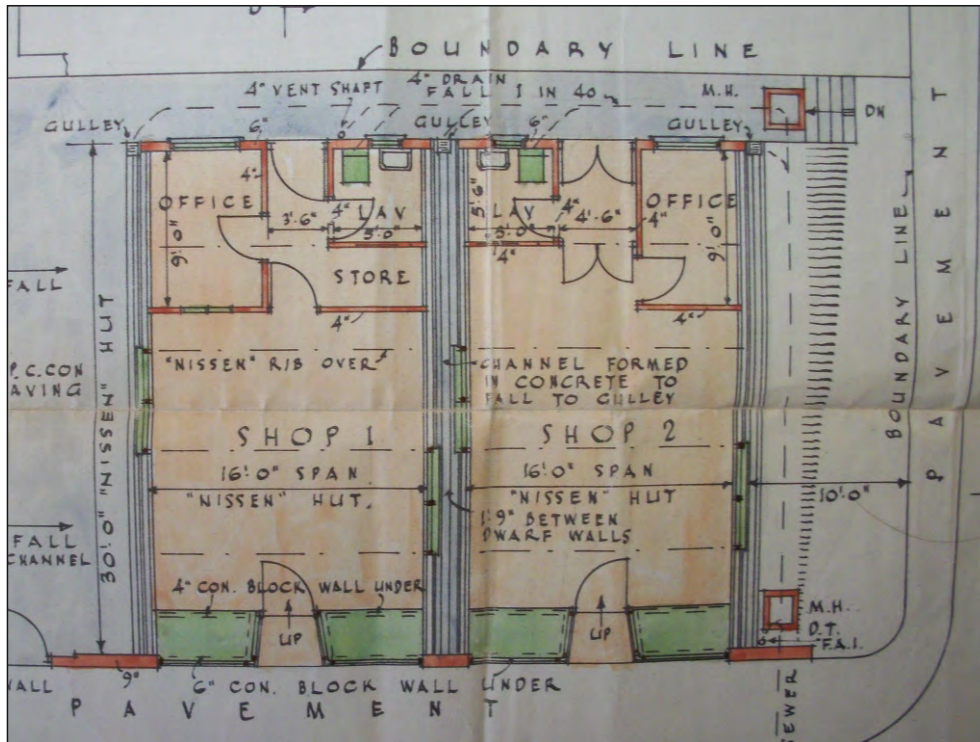 BOUNDARY LINE
4" VENT SHAFT
4" DRAIN
FALL 1 IN 40
M.H.
DN
GULLEY
6"
GULLEY
6"
GULLEY
OFFICE
4"
3'-6"
4"
LAV
5'-0"
9'-0"
STORE
4"
5'-6"
LAV
5'-0"
4"
4"
4'-6"
4"
OFFICE
9'-0"
4"
FALL
P.C.CON
AVING
30'-0" "NISSEN" HUT
"NISSEN" RIB OVER
CHANNEL FORMED
IN CONCRETE TO
FALL TO GULLEY
SHOP 1
16'-0" SPAN
"NISSEN" HUT.
SHOP 2
16'-0" SPAN
"NISSEN" HUT
1'-9" BETWEEN
DWARF WALLS
10'-0"
BOUNDARY LINE
PAVEMENT
FALL
CHANNEL
4" CON. BLOCK WALL UNDER
UP
UP
M.H.
D.T.
F.A.I.
WALL
9"
6" CON. BLOCK WALL UNDER
PAVEMENT
SEWER